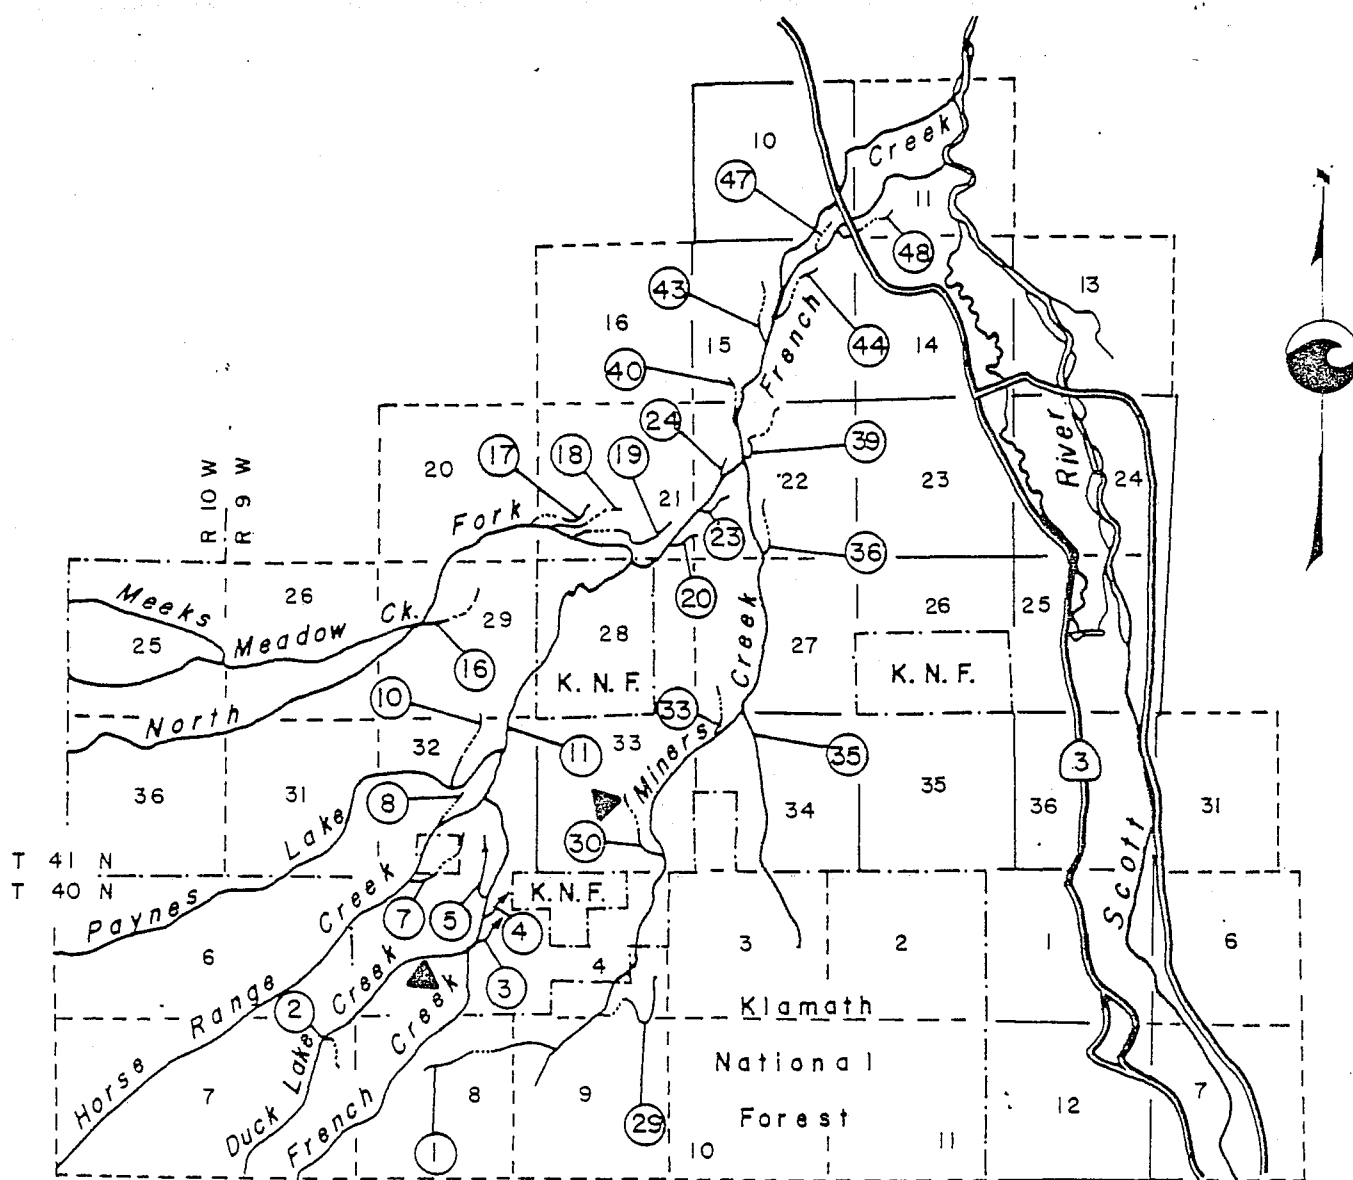 10
Creek
47
11
48
13
43
16
French
15
44
14
40
24
R 10 W
R 9 W
20
17
18
19
39
22
23
River
24
21
Fork
23
36
20
Meeks
26
Meadow Ck.
29
25
28
26
25
27
16
K. N. F.
K. N. F.
Creek
10
North
33
32
11
33
Miners
35
3
36
31
8
34
35
36
31
Lake
30
Scott
T 41 N
T 40 N
Paynes
Creek
7
5
4
K. N. F.
6
3
2
1
6
Range
Creek
3
4
2
Creek
Klamath
Horse
Lake
National
7
8
9
7
Duck
French
29
Forest
12
1
10
11